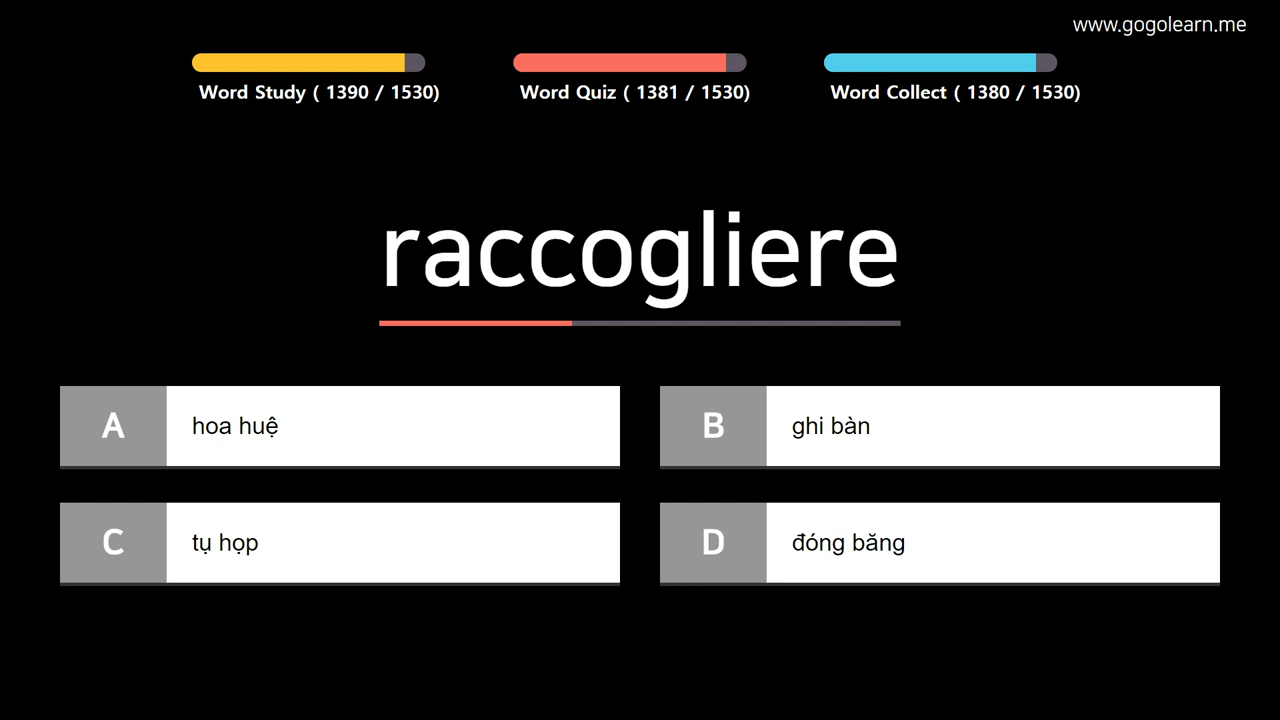 www.gogolearn.me
Word Study ( 1390 / 1530)
Word Quiz ( 1381 / 1530)
Word Collect ( 1380 / 1530)
raccogliere
A hoa huệ
B ghi bàn
C tụ họp
D đóng băng